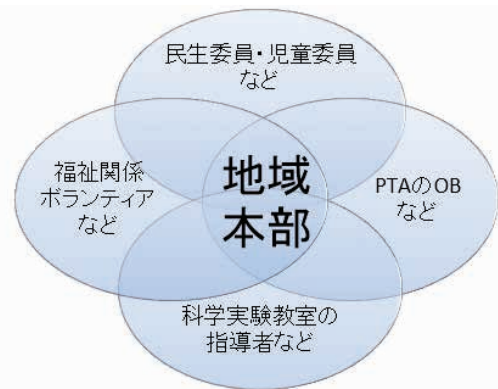 民生委員・児童委員
など
福祉関係
ボランティア
など
地域
本部
PTAのOB
など
科学実験教室の
指導者など